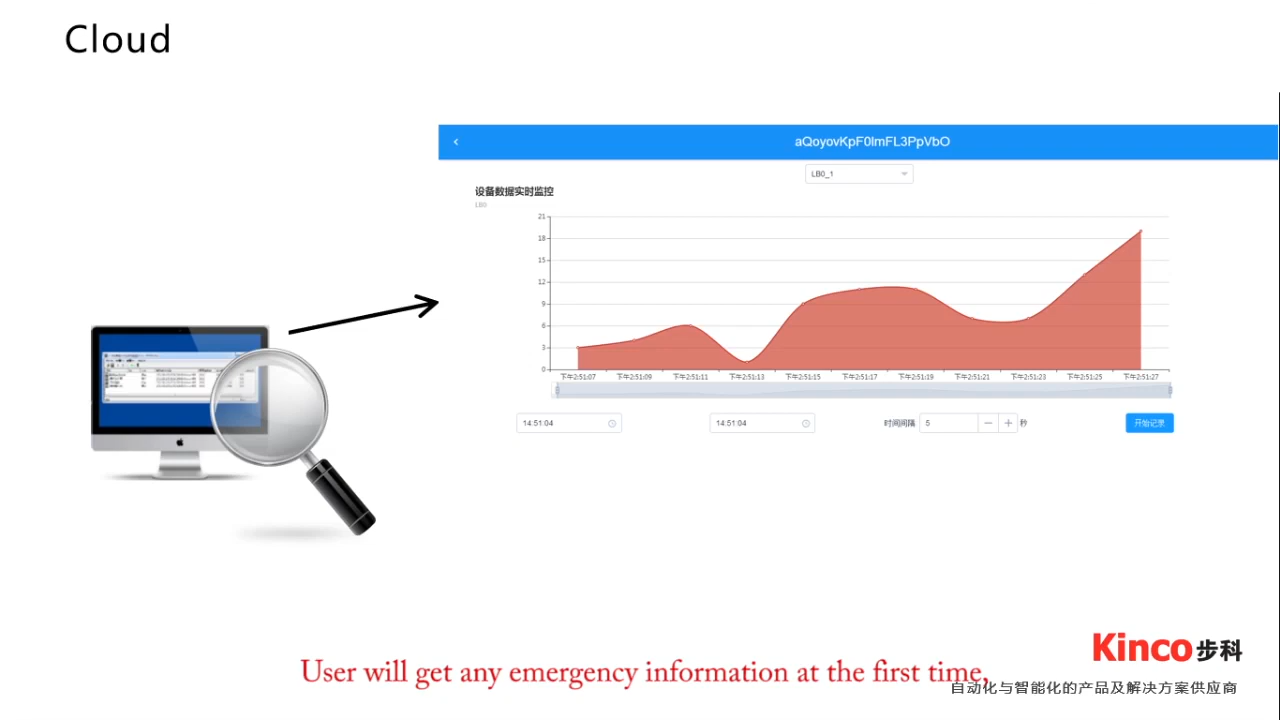 Cloud
aQoyovKpF0ImFL3PpVbO
LB0_1
设备数据实时监控
LB0
21
18
15
12
9
6
3
0
下午2:51:07 下午2:51:09 下午2:51:11 下午2:51:13 下午2:51:15 下午2:51:17 下午2:51:19 下午2:51:21 下午2:51:23 下午2:51:25 下午2:51:27
14:51:04 14:51:04 时间间隔 5 秒 开始记录
Kinco步科
User will get any emergency information at the first time,
自动化与智能化的产品及解决方案供应商